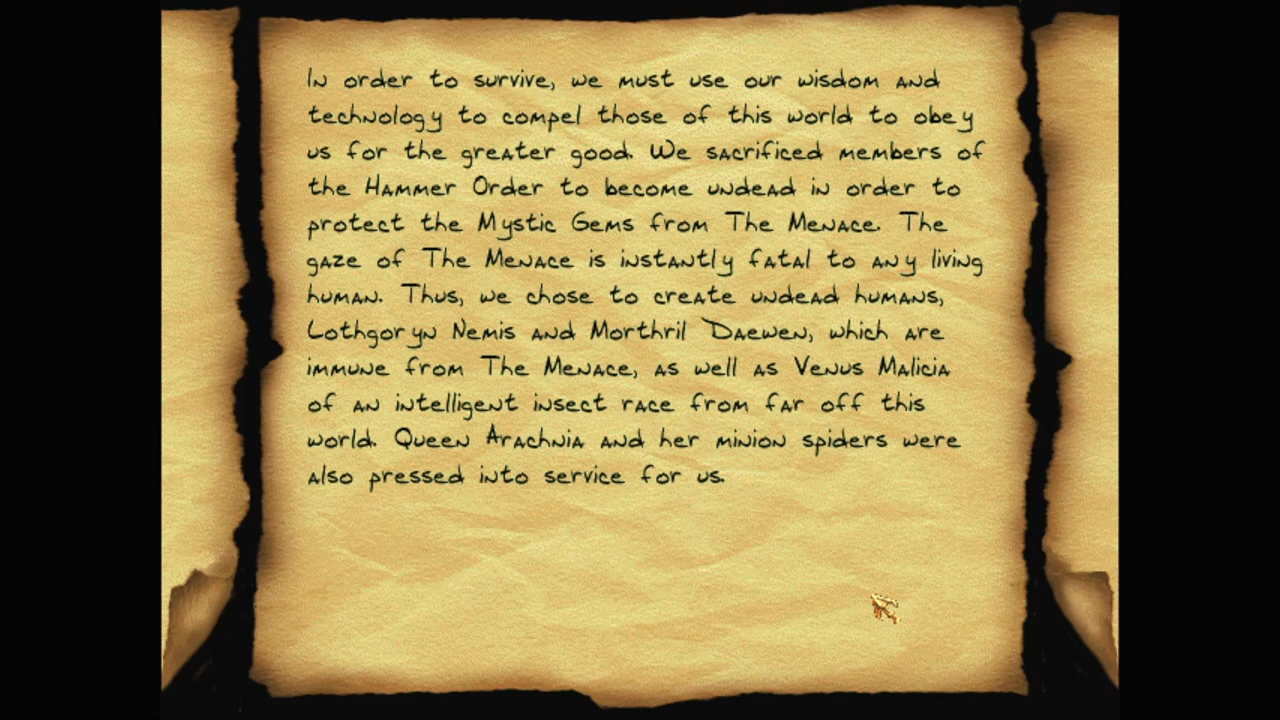 In order to survive, we must use our wisdom and
technology to compel those of this world to obey
us for the greater good. We sacrificed members of
the Hammer Order to become undead in order to
protect the Mystic Gems from The Menace. The
gaze of The Menace is instantly fatal to any living
human. Thus, we chose to create undead humans,
Lothgoryn Nemis and Morthril Daewen, which are
immune from The Menace, as well as Venus Malicia
of an intelligent insect race from far off this
world. Queen Arachnia and her minion spiders were
also pressed into service for us.